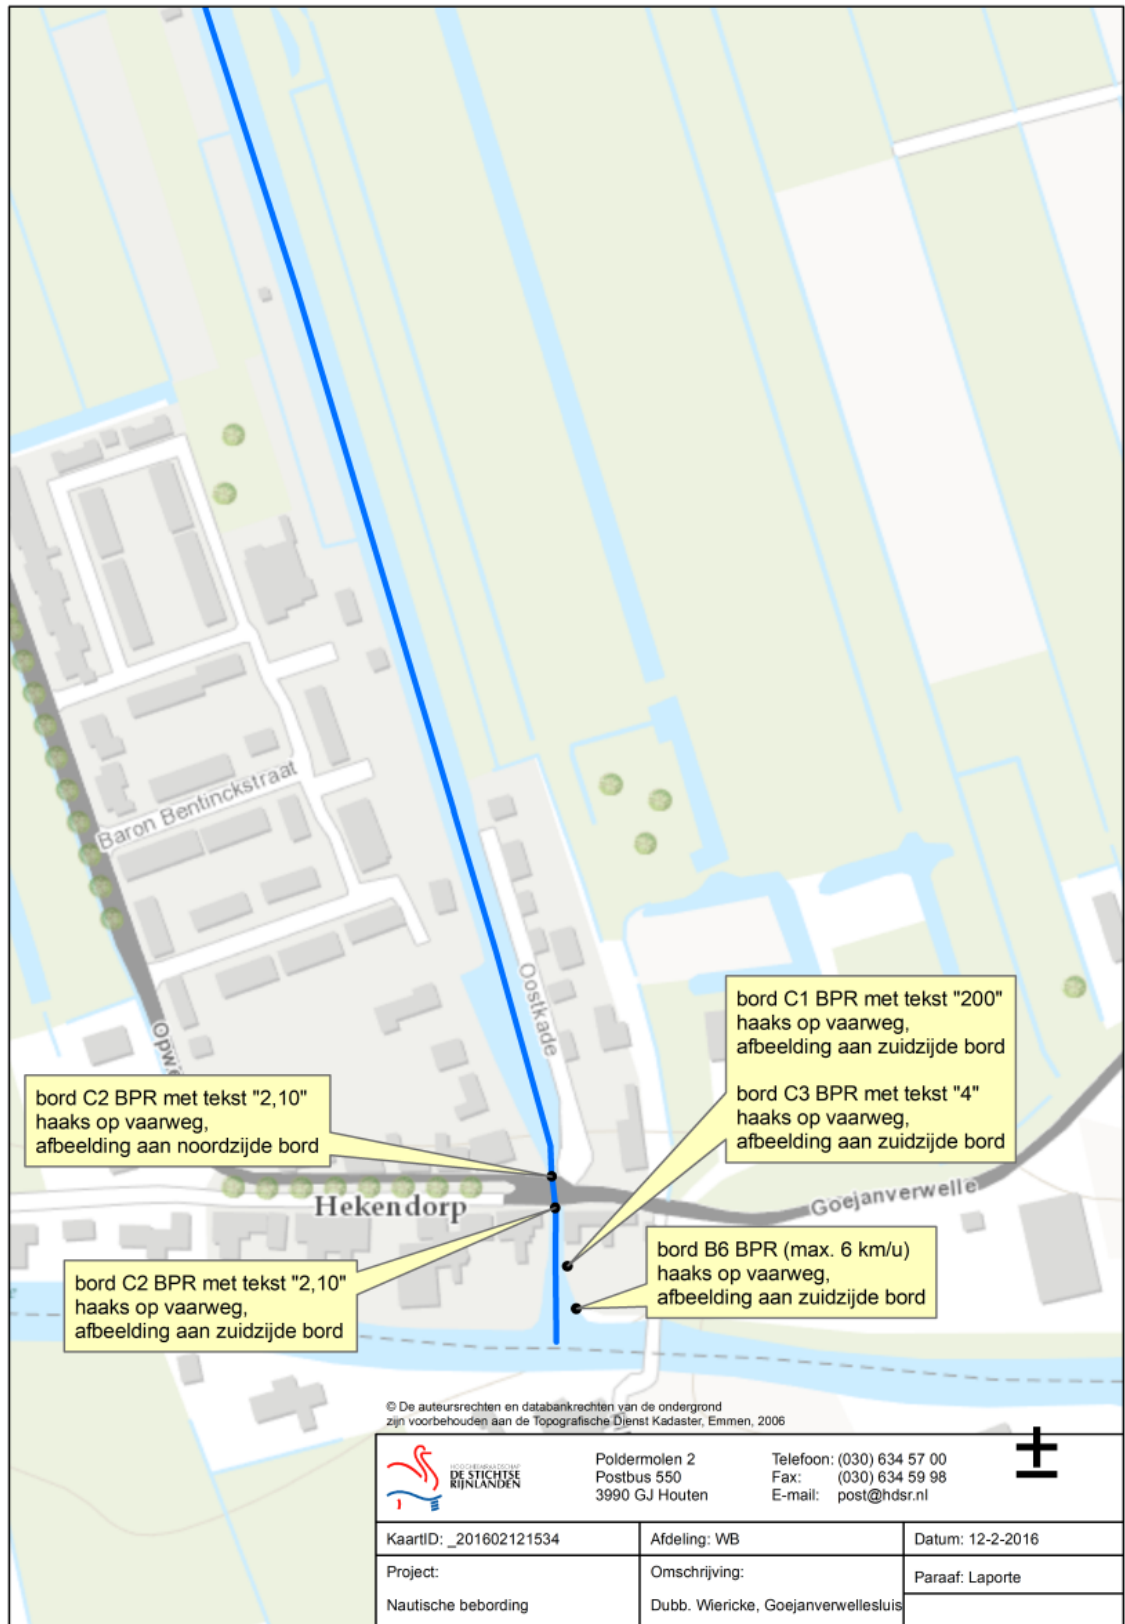 Baron Bentinckstraat
Oostkade
bord C1 BPR met tekst "200"
haaks op vaarweg,
afbeelding aan zuidzijde bord
bord C3 BPR met tekst "4"
haaks op vaarweg,
afbeelding aan zuidzijde bord
Opwe
bord C2 BPR met tekst "2,10"
haaks op vaarweg,
afbeelding aan noordzijde bord
Hekendorp
Goejanverwelle
bord B6 BPR (max. 6 km/u)
haaks op vaarweg,
afbeelding aan zuidzijde bord
bord C2 BPR met tekst "2,10"
haaks op vaarweg,
afbeelding aan zuidzijde bord
© De auteursrechten en databankrechten van de ondergrond
zijn voorbehouden aan de Topografische Dienst Kadaster, Emmen, 2006
HOOGHEEMRAADSCHAP
DE STICHTSE
RIJNLANDEN
Poldermolen 2
Postbus 550
3990 GJ Houten
Telefoon: (030) 634 57 00
Fax: (030) 634 59 98
E-mail: post@hdsr.nl
KaartID: _201602121534
Afdeling: WB
Datum: 12-2-2016
Project:
Nautische bebording
Omschrijving:
Dubb. Wiericke, Goejanverwellesluis
Paraaf: Laporte